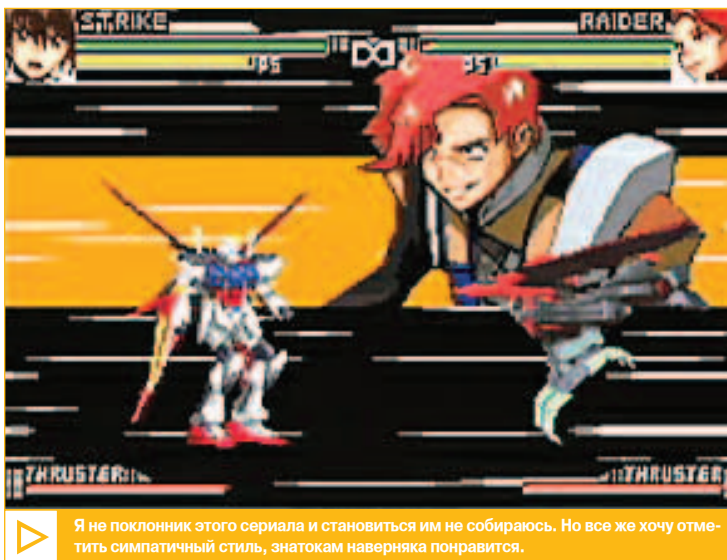 STRIKE
RAIDER
PS
PS
THRUSTER
THRUSTER
Я не поклонник этого сериала и становиться им не собираюсь. Но все же хочу отме-
тить симпатичный стиль, знатокам наверняка понравится.